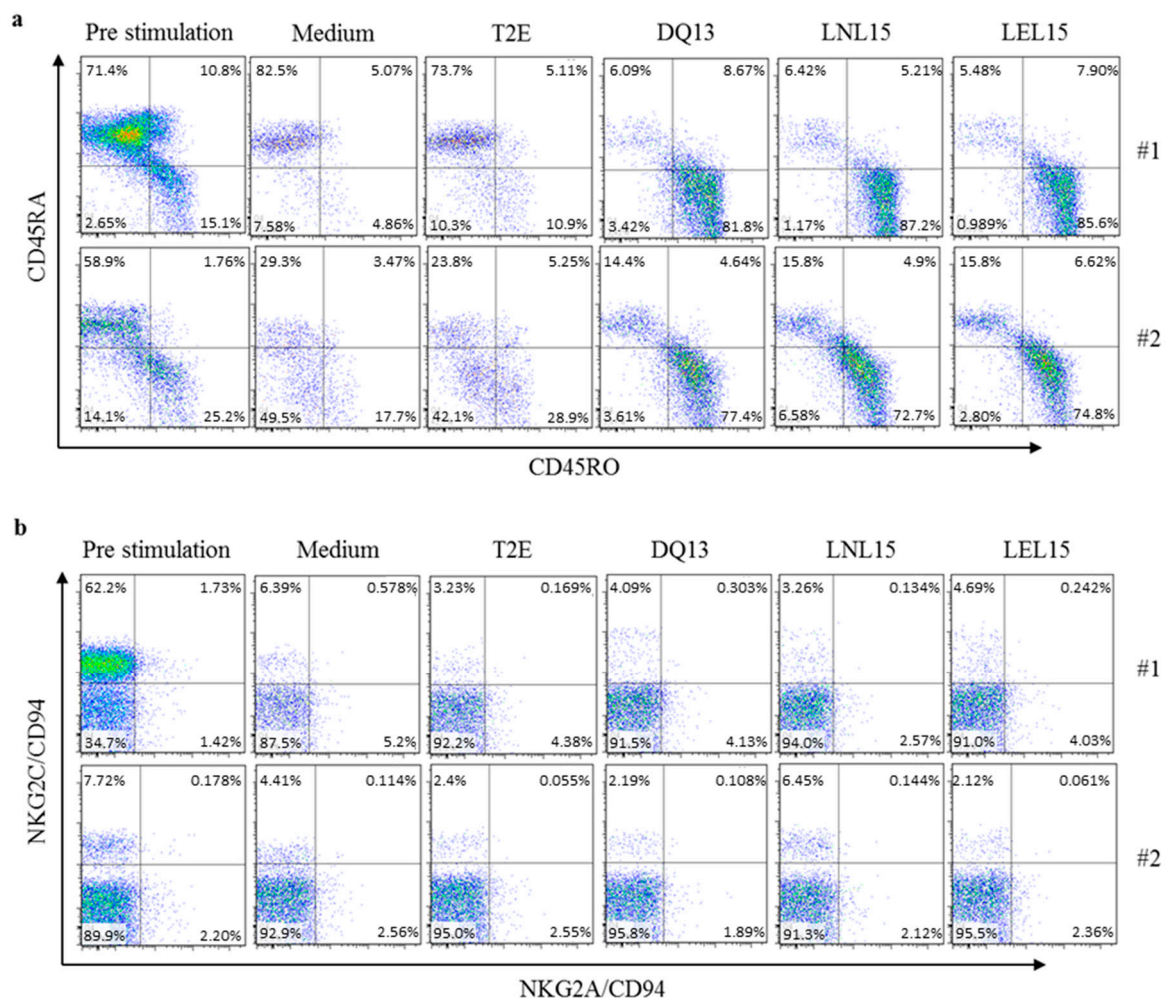 a
Pre stimulation Medium T2E DQ13 LNL15 LEL15
71.4% 10.8% 82.5% 5.07% 73.7% 5.11% 6.09% 8.67% 6.42% 5.21% 5.48% 7.90%
#1
2.65% 15.1% 7.58% 4.86% 10.3% 10.9% 3.42% 81.8% 1.17% 87.2% 0.989% 85.6%
CD45RA
58.9% 1.76% 29.3% 3.47% 23.8% 5.25% 14.4% 4.64% 15.8% 4.9% 15.8% 6.62%
#2
14.1% 25.2% 49.5% 17.7% 42.1% 28.9% 3.61% 77.4% 6.58% 72.7% 2.80% 74.8%
CD45RO
b
Pre stimulation Medium T2E DQ13 LNL15 LEL15
62.2% 1.73% 6.39% 0.578% 3.23% 0.169% 4.09% 0.303% 3.26% 0.134% 4.69% 0.242%
#1
34.7% 1.42% 87.5% 5.2% 92.2% 4.38% 91.5% 4.13% 94.0% 2.57% 91.0% 4.03%
NKG2C/CD94
7.72% 0.178% 4.41% 0.114% 2.4% 0.055% 2.19% 0.108% 6.45% 0.144% 2.12% 0.061%
#2
89.9% 2.20% 92.9% 2.56% 95.0% 2.55% 95.8% 1.89% 91.3% 2.12% 95.5% 2.36%
NKG2A/CD94